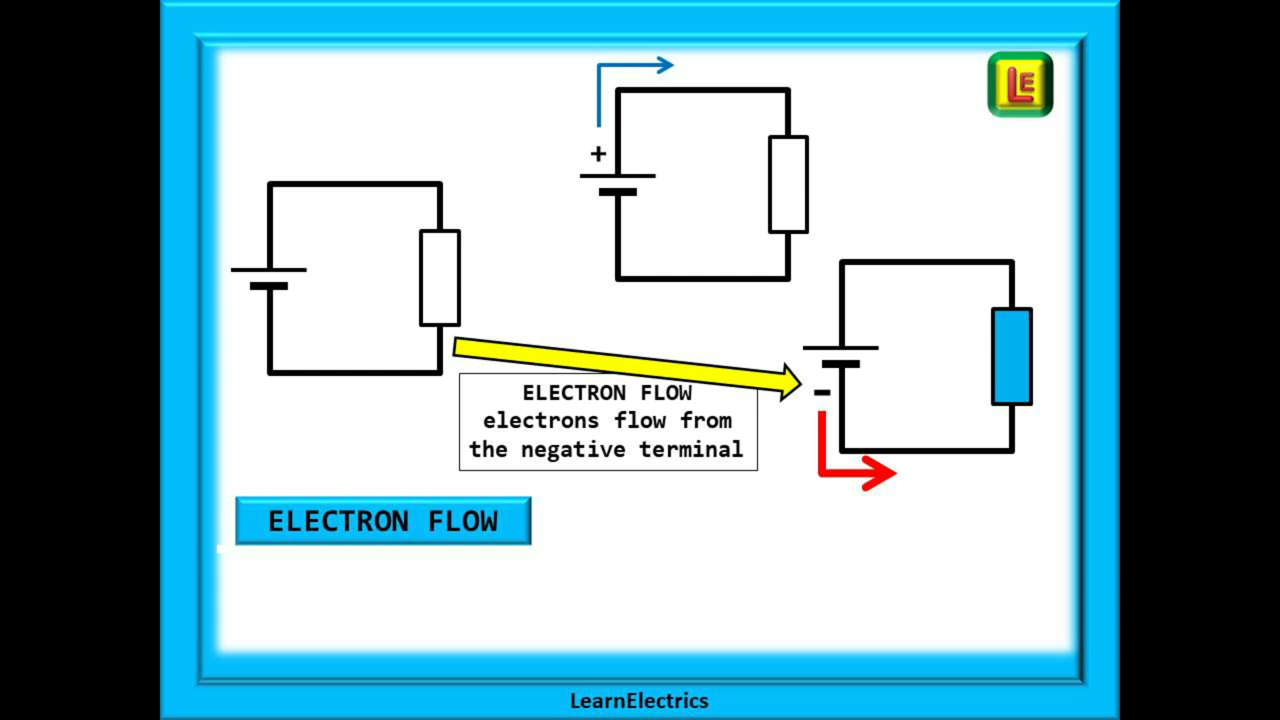 LE
+
ELECTRON FLOW
electrons flow from
the negative terminal
-
ELECTRON FLOW
LearnElectrics